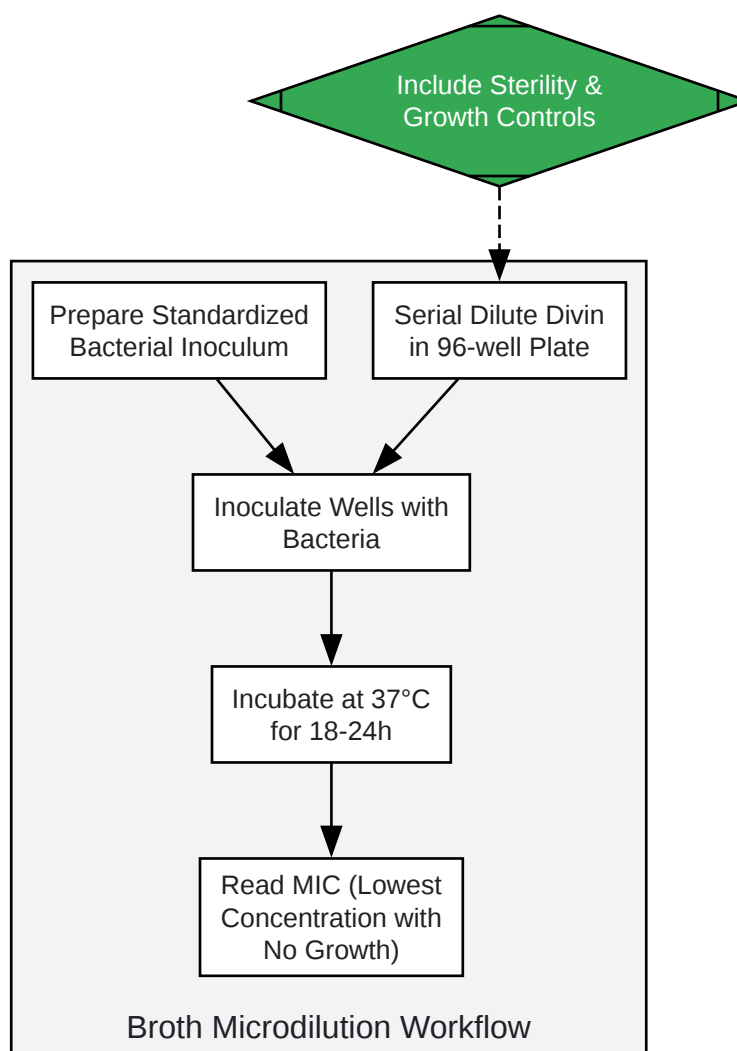 Include Sterility &
Growth Controls
Prepare Standardized
Bacterial Inoculum
Serial Dilute Divin
in 96-well Plate
Inoculate Wells with
Bacteria
Incubate at 37°C
for 18-24h
Read MIC (Lowest
Concentration with
No Growth)
Broth Microdilution Workflow